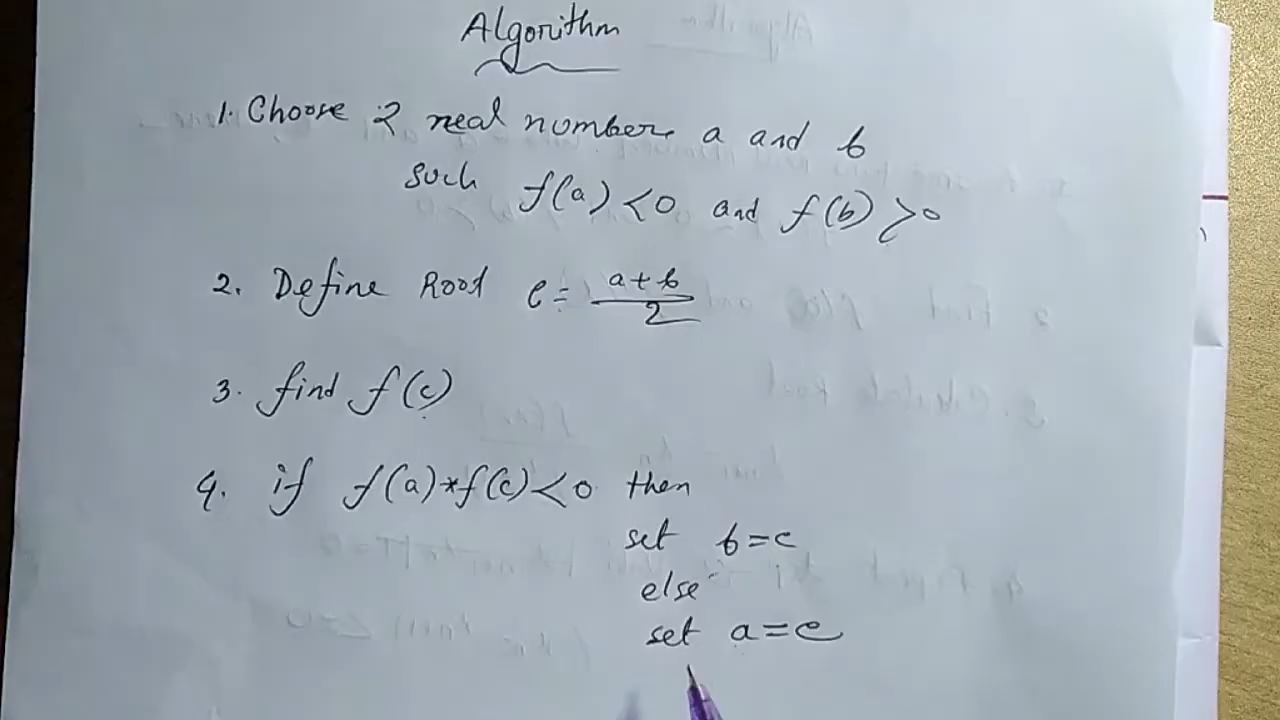 Algorithm
1. Choose 2 real numbers a and b
such f(a) < 0 and f(b) > 0
2. Define Root c = a+b/2
3. find f(c)
4. if f(a)*f(c) < 0 then
set b = c
else
set a = c